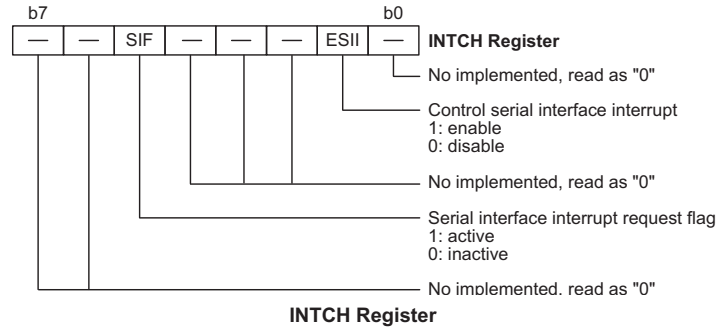 b7 b0
— — SIF — — — ESII — INTCH Register
No implemented, read as "0"
Control serial interface interrupt
1: enable
0: disable
No implemented, read as "0"
Serial interface interrupt request flag
1: active
0: inactive
No implemented, read as "0"
INTCH Register